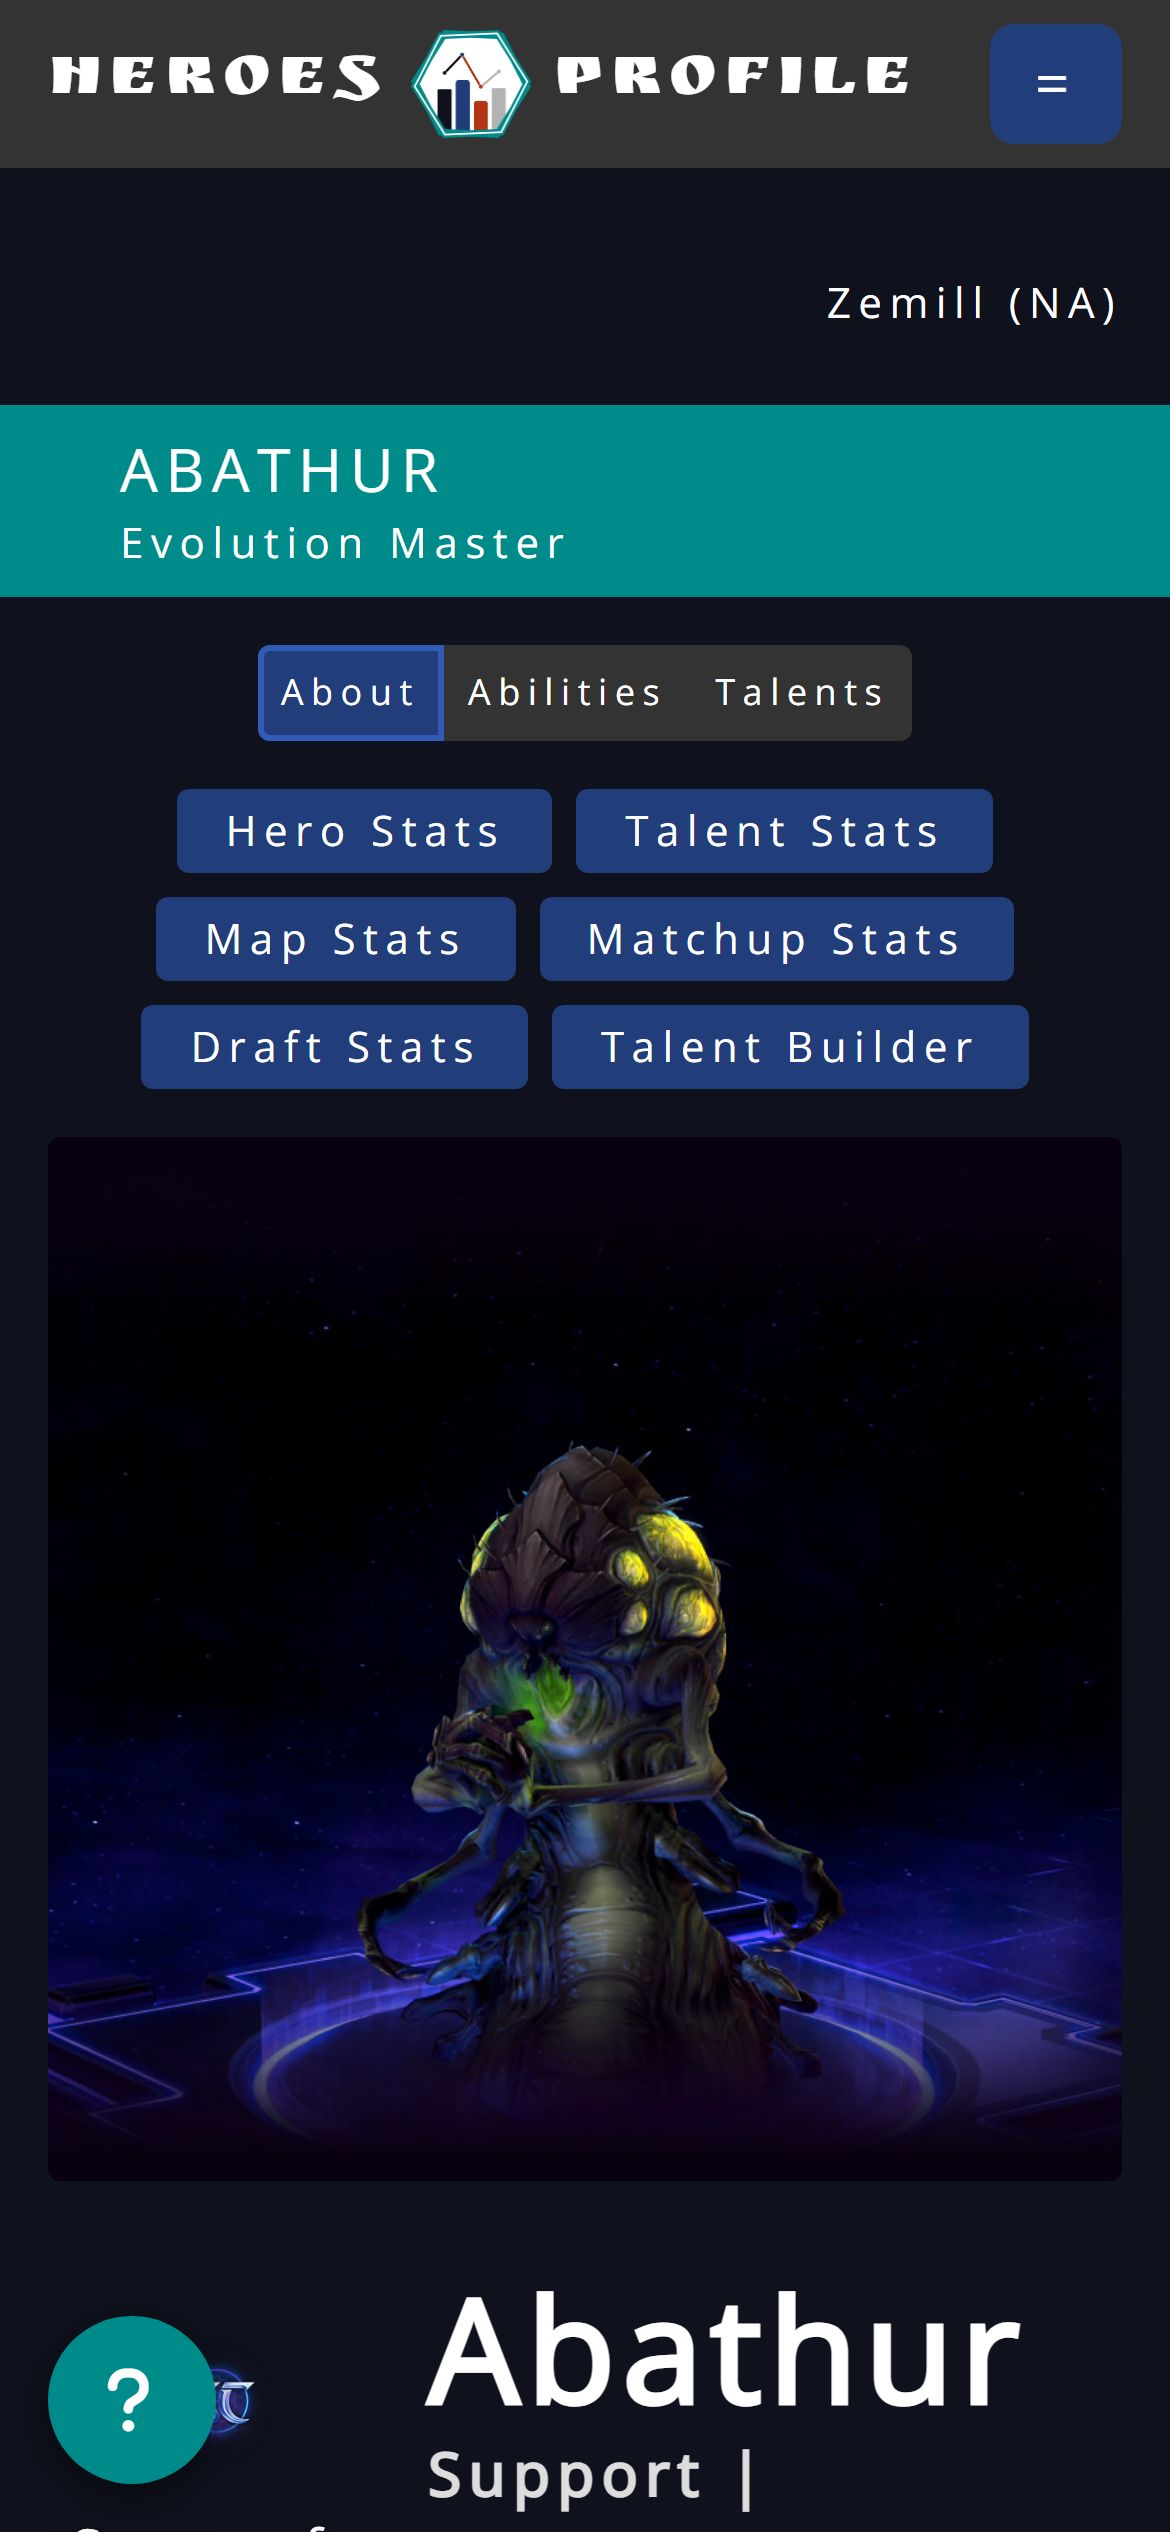 HEROES PROFILE
=
Zemill (NA)
ABATHUR
Evolution Master
About Abilities Talents
Hero Stats Talent Stats
Map Stats Matchup Stats
Draft Stats Talent Builder
Abathur
?
Support |